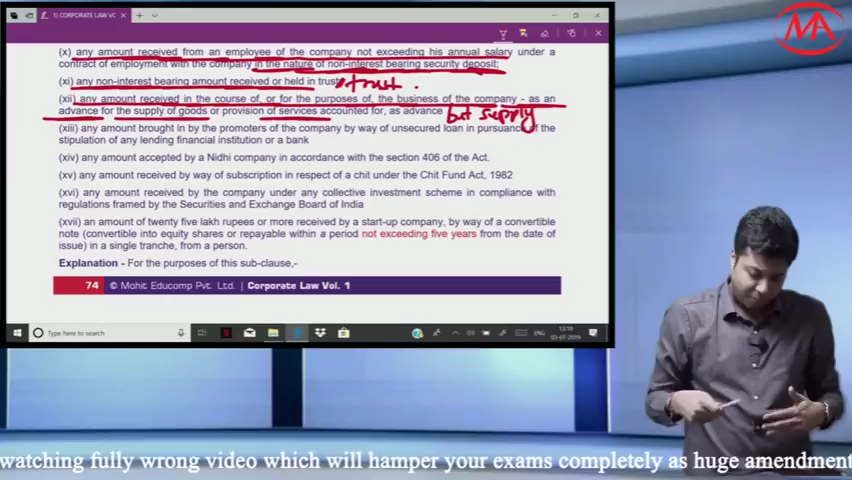 1) CORPORATE LAW VO
(x) any amount received from an employee of the company not exceeding his annual salary under a
contract of employment with the company in the nature of non-interest bearing security deposit;
(xi) any non-interest bearing amount received or held in trust trust.
(xii) any amount received in the course of, or for the purposes of, the business of the company - as an
advance for the supply of goods or provision of services accounted for, as advance but supply
(xiii) any amount brought in by the promoters of the company by way of unsecured loan in pursuance of the
stipulation of any lending financial institution or a bank
(xiv) any amount accepted by a Nidhi company in accordance with the section 406 of the Act.
(xv) any amount received by way of subscription in respect of a chit under the Chit Fund Act, 1982
(xvi) any amount received by the company under any collective investment scheme in compliance with
regulations framed by the Securities and Exchange Board of India
(xvii) an amount of twenty five lakh rupees or more received by a start-up company, by way of a convertible
note (convertible into equity shares or repayable within a period not exceeding five years from the date of
issue) in a single tranche, from a person.
Explanation - For the purposes of this sub-clause,-
74 © Mohit Educomp Pvt. Ltd. | Corporate Law Vol. 1
Type here to search
ENG
13:10
03-07-2019
MA
watching fully wrong video which will hamper your exams completely as huge amendment